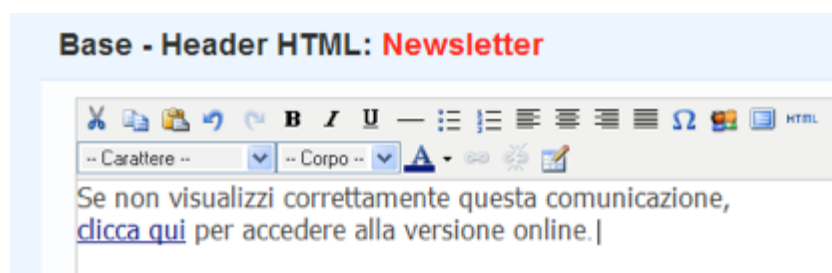 Base - Header HTML: Newsletter
B I U Ω HTML
-- Carattere -- -- Corpo -- A
Se non visualizzi correttamente questa comunicazione,
clicca qui per accedere alla versione online.